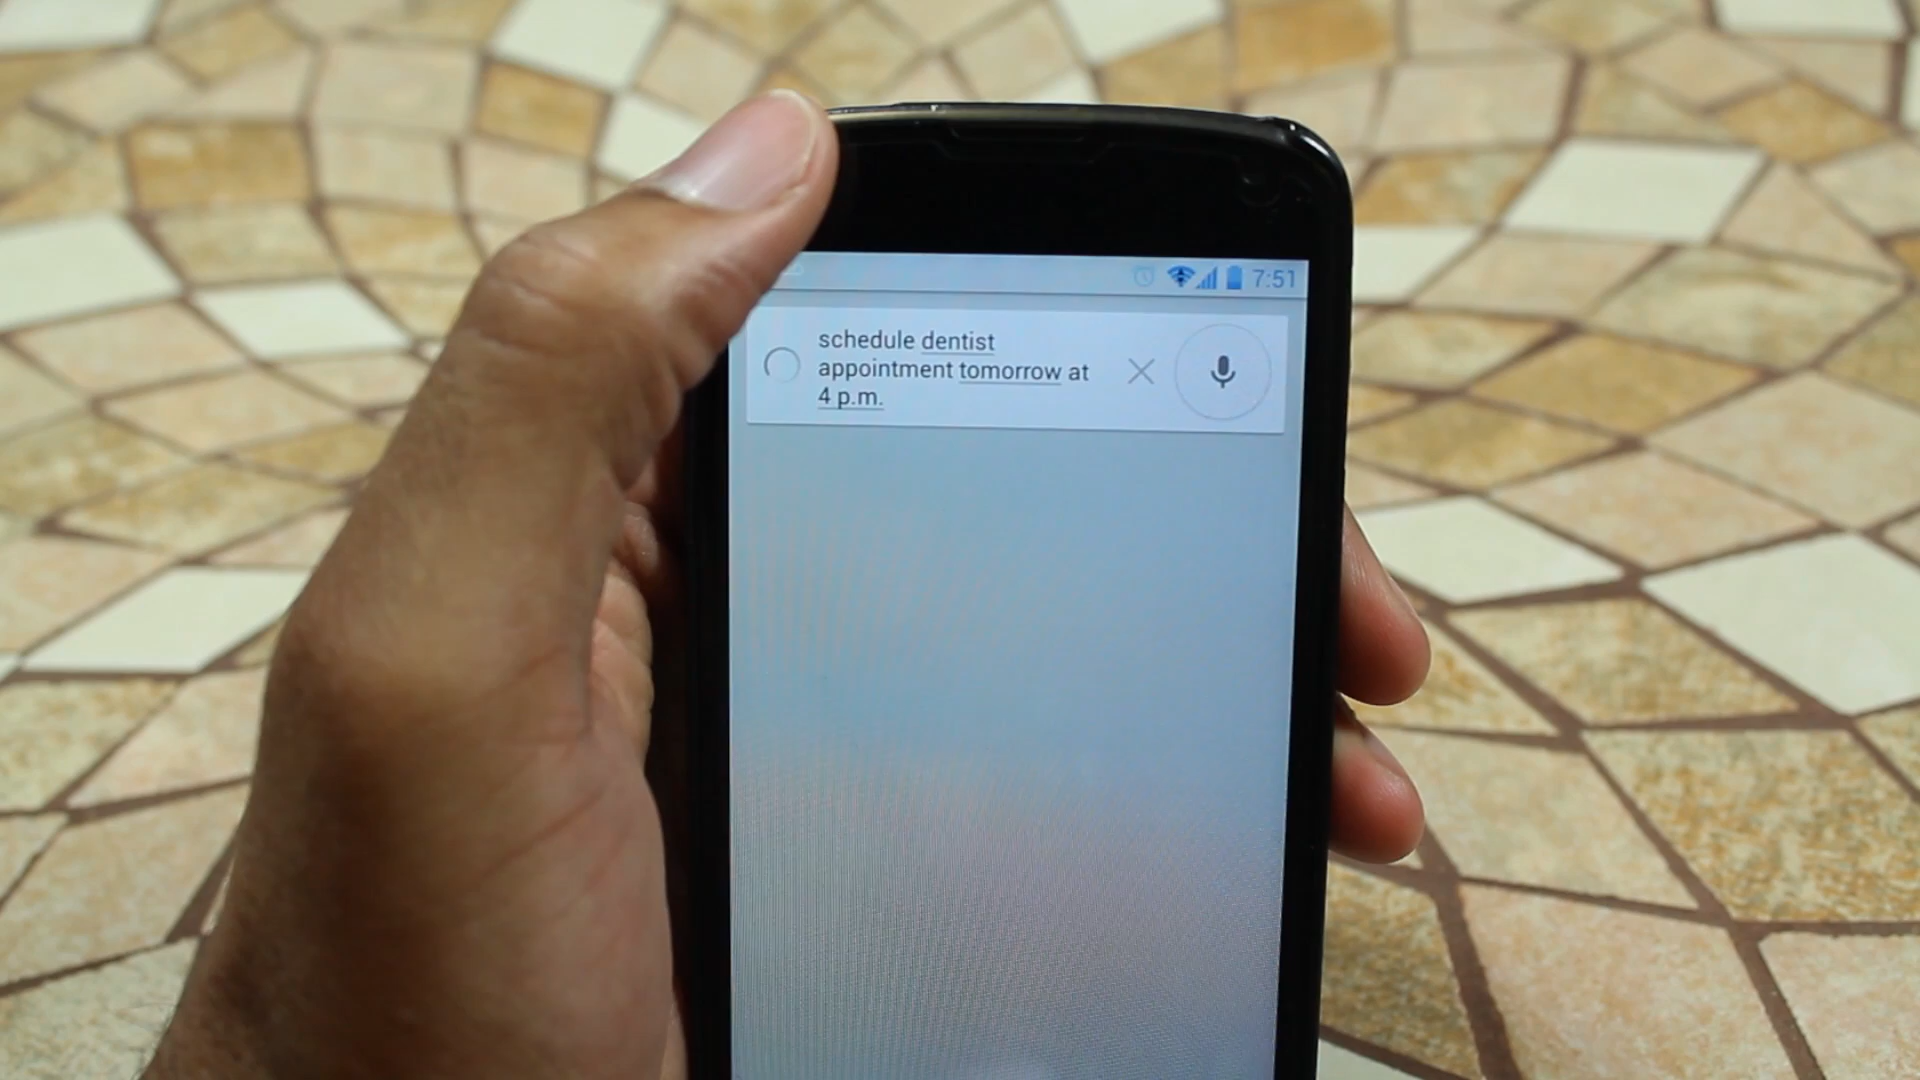 7:51
schedule dentist
appointment tomorrow at
4 p.m.